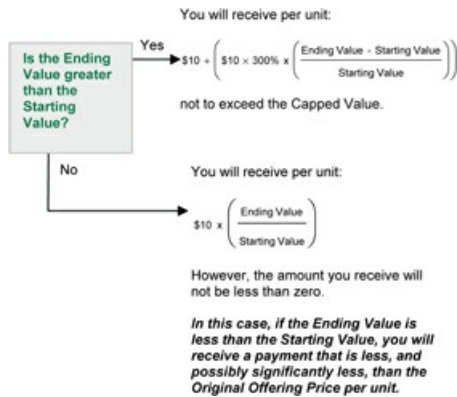 You will receive per unit:
Is the Ending
Value greater
than the
Starting
Value?
Yes
$10 + ( $10 × 300% x ( Ending Value - Starting Value
Starting Value ) )
not to exceed the Capped Value.
No
You will receive per unit:
$10 x ( Ending Value
Starting Value )
However, the amount you receive will
not be less than zero.
In this case, if the Ending Value is
less than the Starting Value, you will
receive a payment that is less, and
possibly significantly less, than the
Original Offering Price per unit.